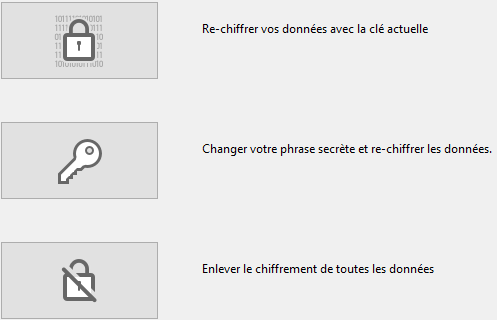 Re-chiffrer vos données avec la clé actuelle
Changer votre phrase secrète et re-chiffrer les données.
Enlever le chiffrement de toutes les données